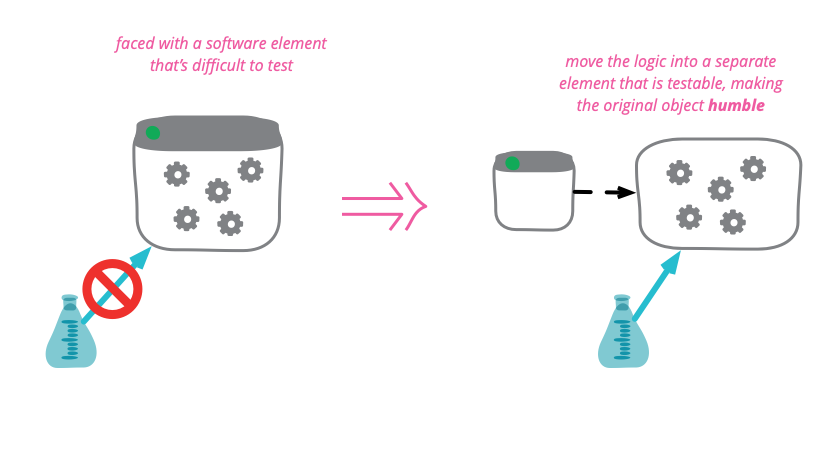 faced with a software element
that's difficult to test
move the logic into a separate
element that is testable, making
the original object humble